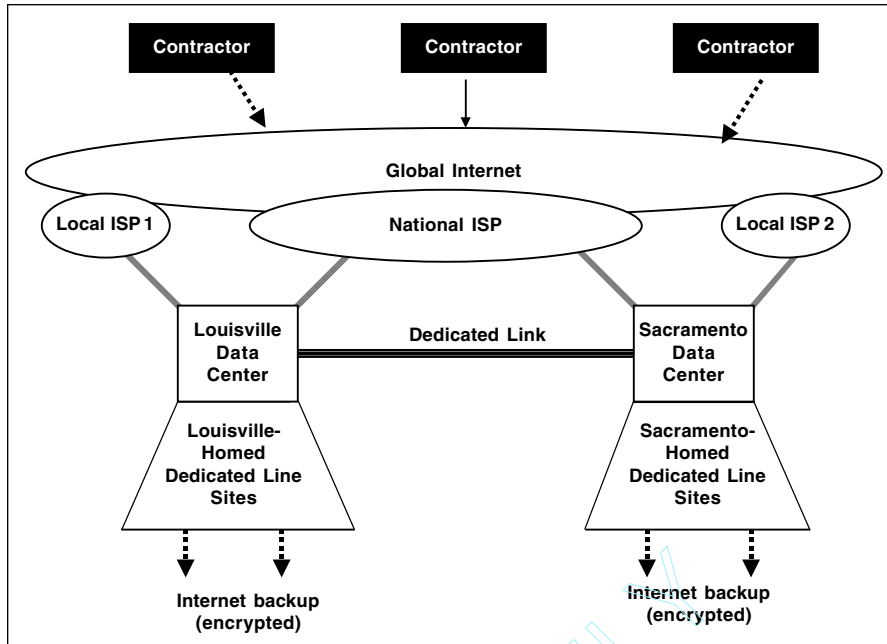 Contractor
Contractor
Contractor
Global Internet
Local ISP 1
National ISP
Local ISP 2
Louisville
Data
Center
Dedicated Link
Sacramento
Data
Center
Louisville-
Homed
Dedicated Line
Sites
Sacramento-
Homed
Dedicated Line
Sites
Internet backup
(encrypted)
Internet backup
(encrypted)